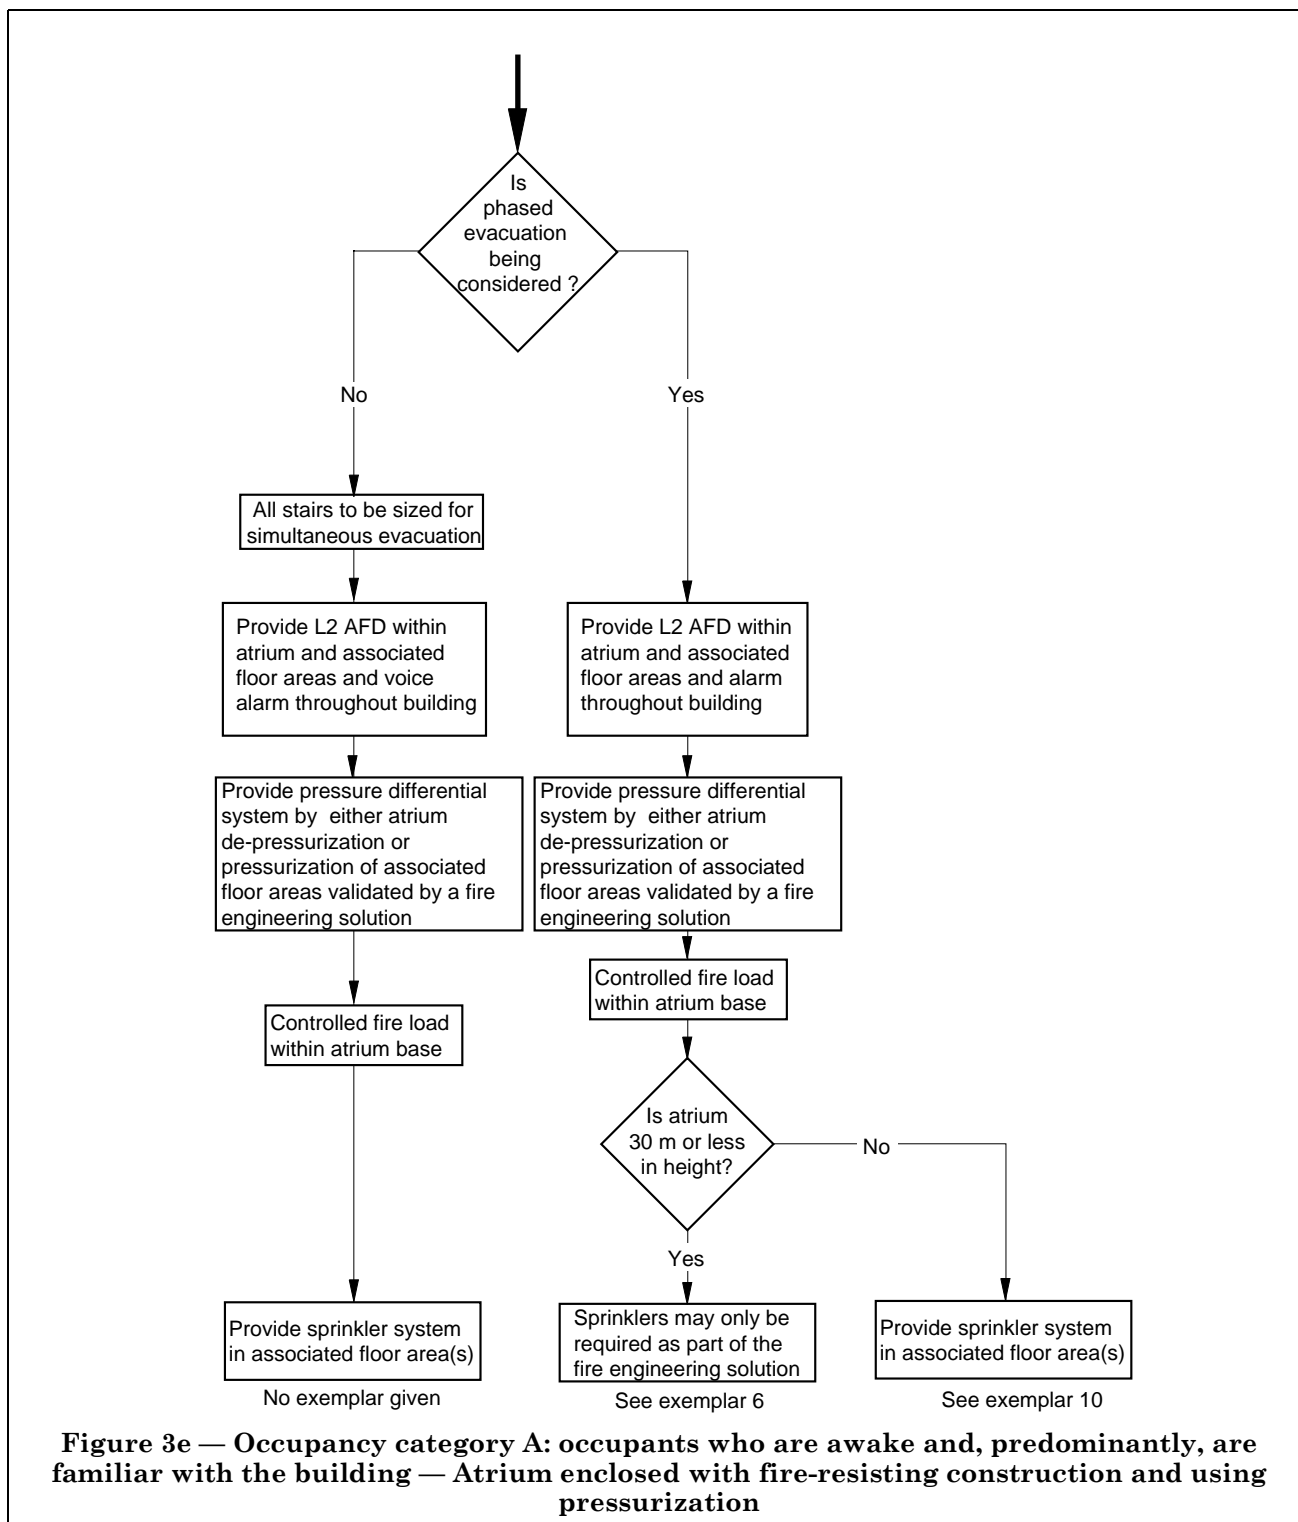 Is
phased
evacuation
being
considered ?
No
Yes
All stairs to be sized for
simultaneous evacuation
Provide L2 AFD within
atrium and associated
floor areas and voice
alarm throughout building
Provide L2 AFD within
atrium and associated
floor areas and alarm
throughout building
Provide pressure differential
system by either atrium
de-pressurization or
pressurization of associated
floor areas validated by a fire
engineering solution
Provide pressure differential
system by either atrium
de-pressurization or
pressurization of associated
floor areas validated by a fire
engineering solution
Controlled fire load
within atrium base
Controlled fire load
within atrium base
Is atrium
30 m or less
in height?
No
Yes
Provide sprinkler system
in associated floor area(s)
No exemplar given
Sprinklers may only be
required as part of the
fire engineering solution
See exemplar 6
Provide sprinkler system
in associated floor area(s)
See exemplar 10
Figure 3e — Occupancy category A: occupants who are awake and, predominantly, are
familiar with the building — Atrium enclosed with fire-resisting construction and using
pressurization